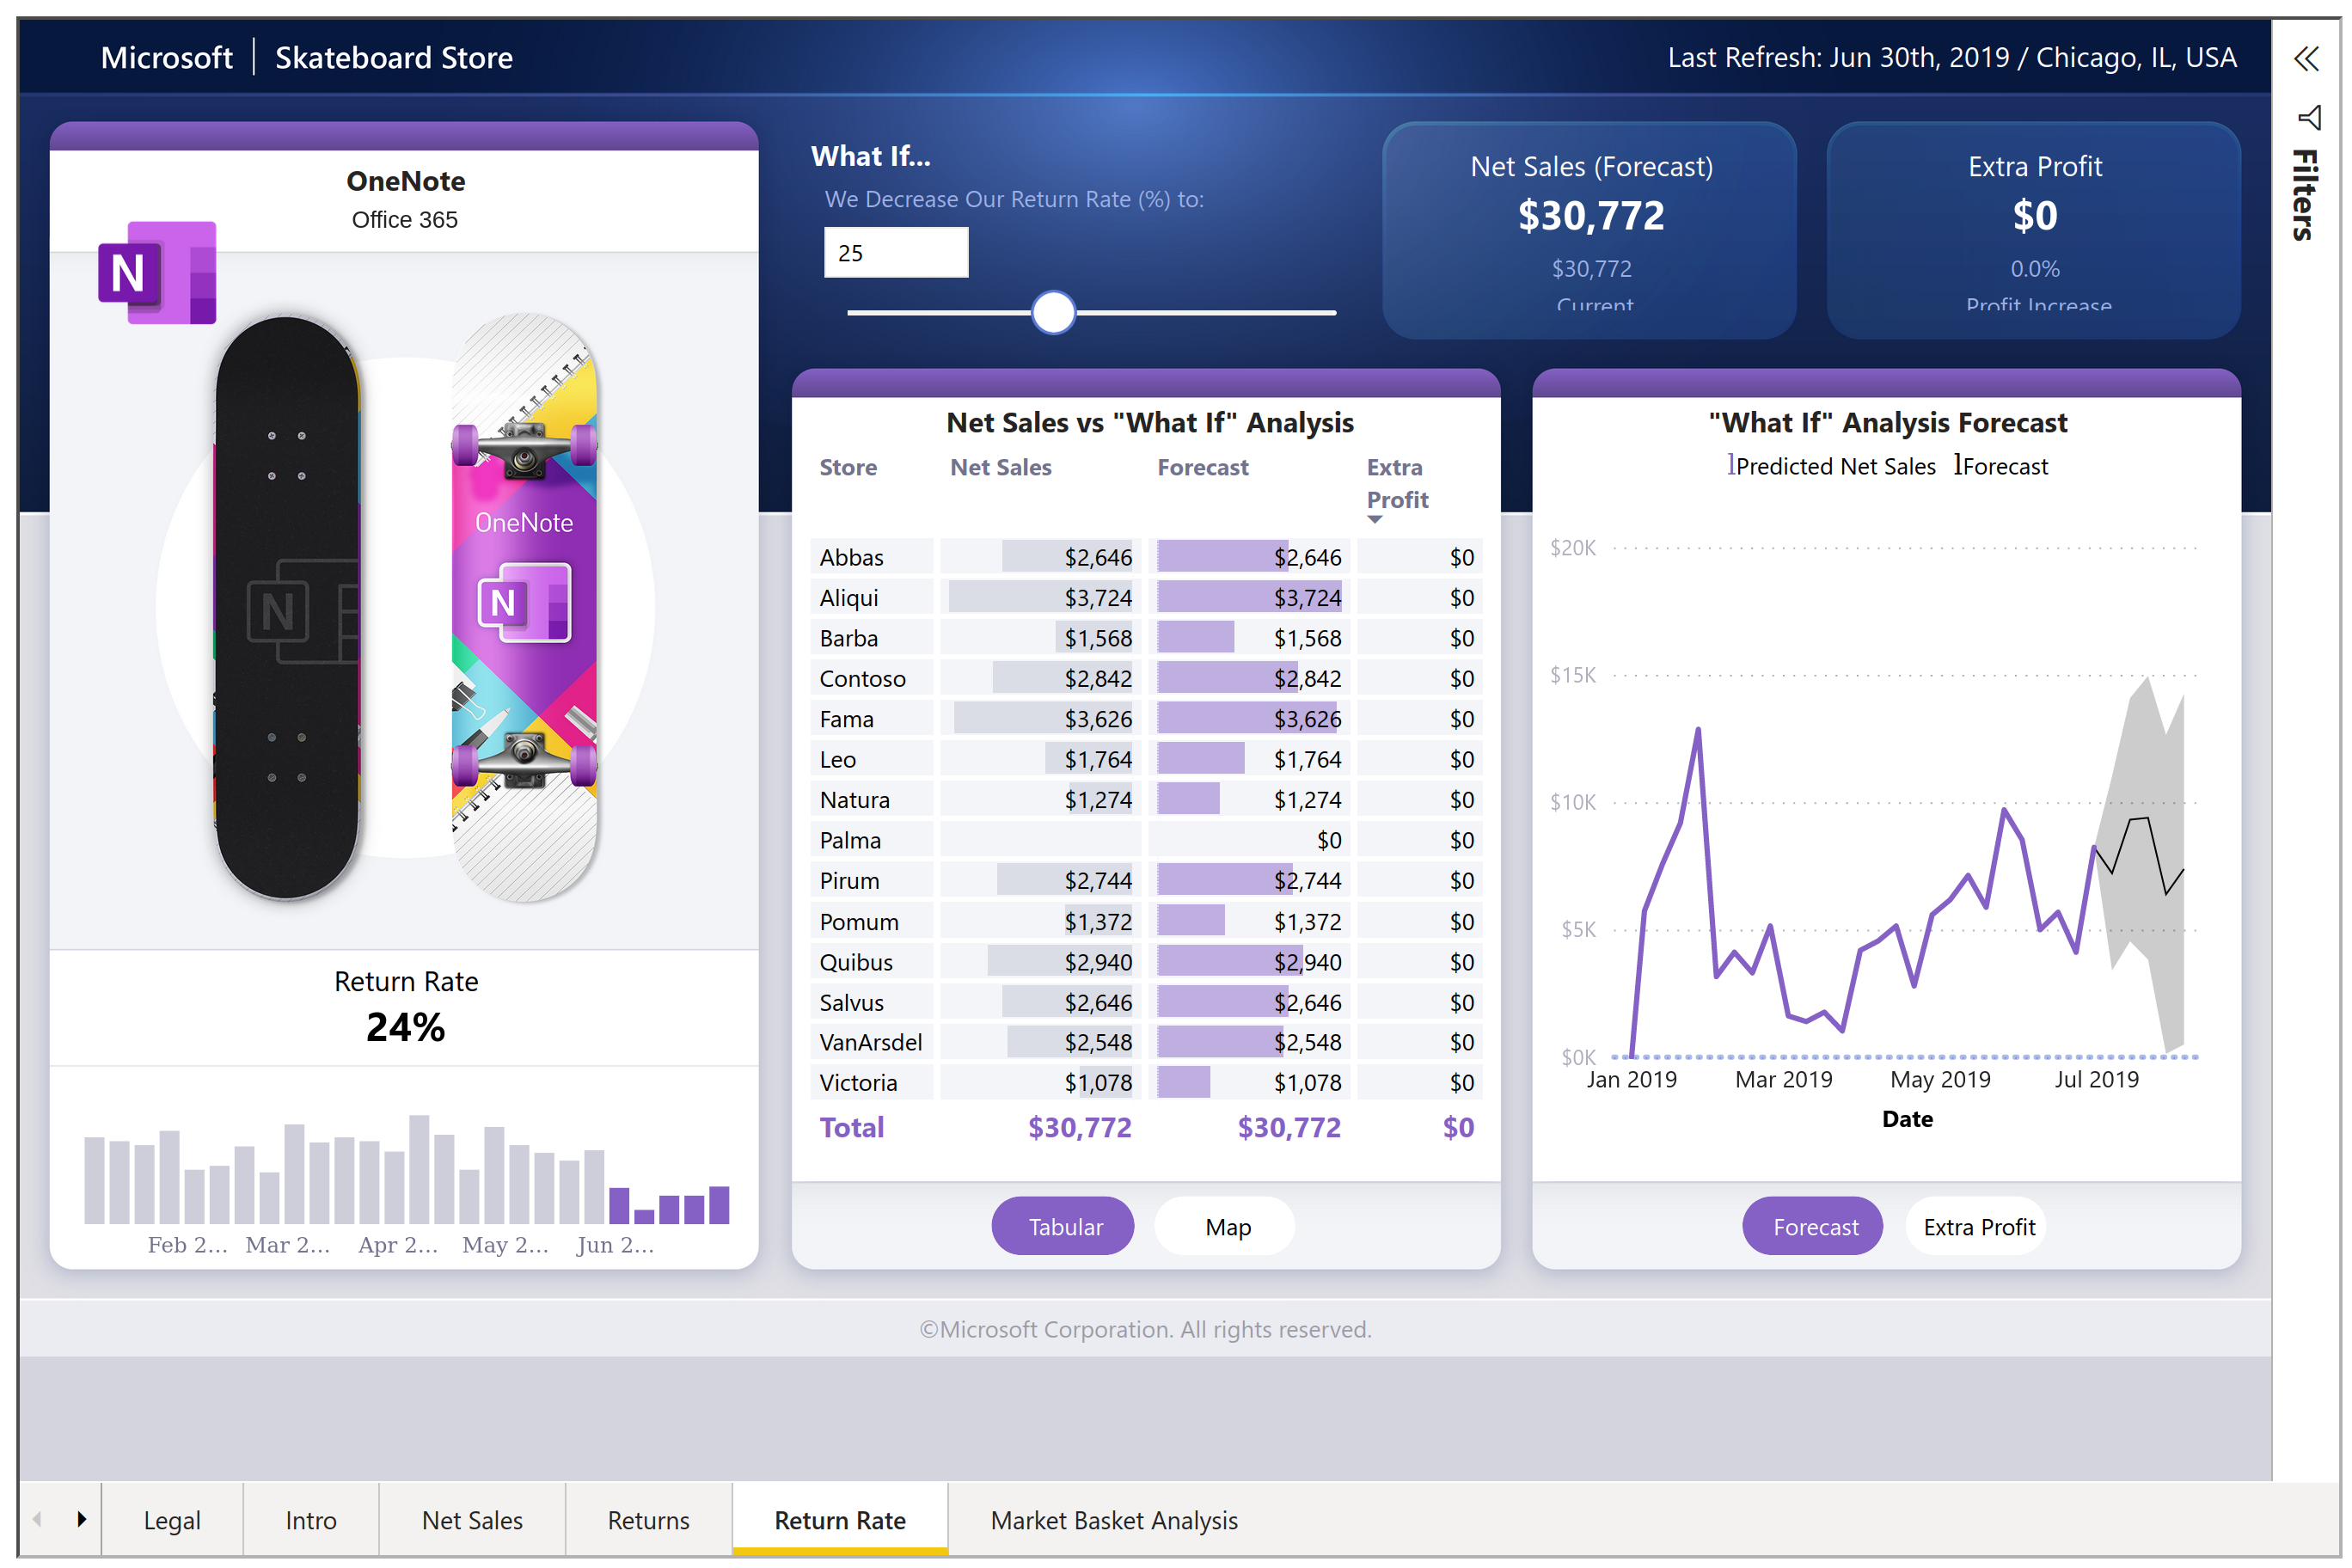 Microsoft | Skateboard Store
Last Refresh: Jun 30th, 2019 / Chicago, IL, USA
Filters
OneNote
Office 365
N
N
OneNote
N
Return Rate
24%
Feb 2... Mar 2... Apr 2... May 2... Jun 2...
What If...
We Decrease Our Return Rate (%) to:
25
Net Sales (Forecast)
$30,772
$30,772
Current
Extra Profit
$0
0.0%
Profit Increase
Net Sales vs "What If" Analysis
Store Net Sales Forecast Extra Profit
Abbas $2,646 $2,646 $0
Aliqui $3,724 $3,724 $0
Barba $1,568 $1,568 $0
Contoso $2,842 $2,842 $0
Fama $3,626 $3,626 $0
Leo $1,764 $1,764 $0
Natura $1,274 $1,274 $0
Palma $0 $0
Pirum $2,744 $2,744 $0
Pomum $1,372 $1,372 $0
Quibus $2,940 $2,940 $0
Salvus $2,646 $2,646 $0
VanArsdel $2,548 $2,548 $0
Victoria $1,078 $1,078 $0
Total $30,772 $30,772 $0
Tabular Map
"What If" Analysis Forecast
lPredicted Net Sales lForecast
$20K
$15K
$10K
$5K
$0K
Jan 2019 Mar 2019 May 2019 Jul 2019
Date
Forecast Extra Profit
©Microsoft Corporation. All rights reserved.
Legal Intro Net Sales Returns Return Rate Market Basket Analysis